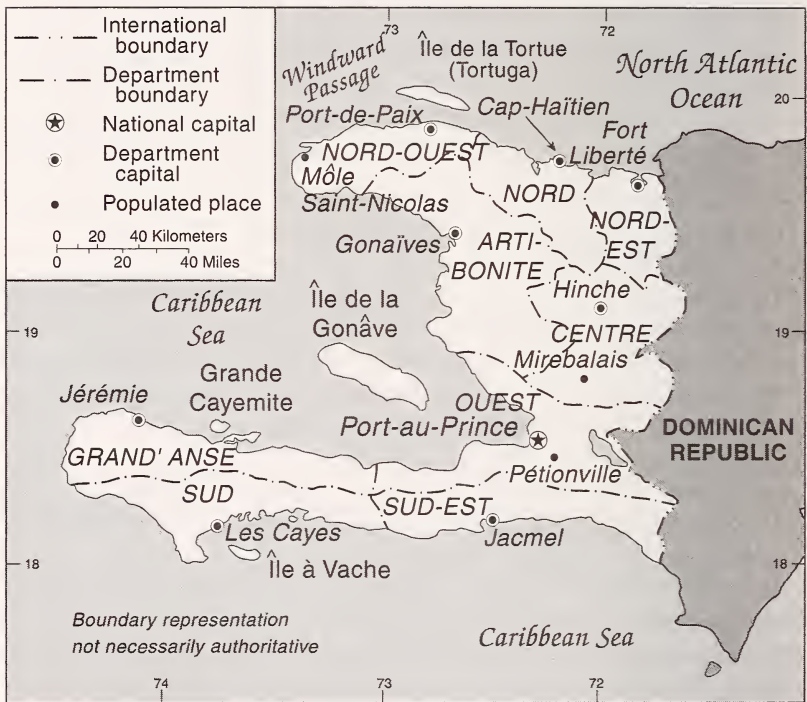 International
boundary
Department
boundary
National capital
Department
capital
Populated place
0 20 40 Kilometers
0 20 40 Miles
73
72
Île de la Tortue
(Tortuga)
Windward
Passage
North Atlantic
Ocean
20
Port-de-Paix
Cap-Haïtien
Fort
Liberté
NORD-OUEST
Môle
Saint-Nicolas
NORD
NORD-
EST
Gonaïves
ARTI-
BONITE
Hinche
Caribbean
Sea
Île de la
Gonâve
19
19
CENTRE
Mirebalais
Grande
Cayemite
Jérémie
OUEST
Port-au-Prince
DOMINICAN
REPUBLIC
GRAND' ANSE
Pétionville
SUD
SUD-EST
Les Cayes
Jacmel
18
18
Île à Vache
Boundary representation
not necessarily authoritative
Caribbean Sea
74
73
72